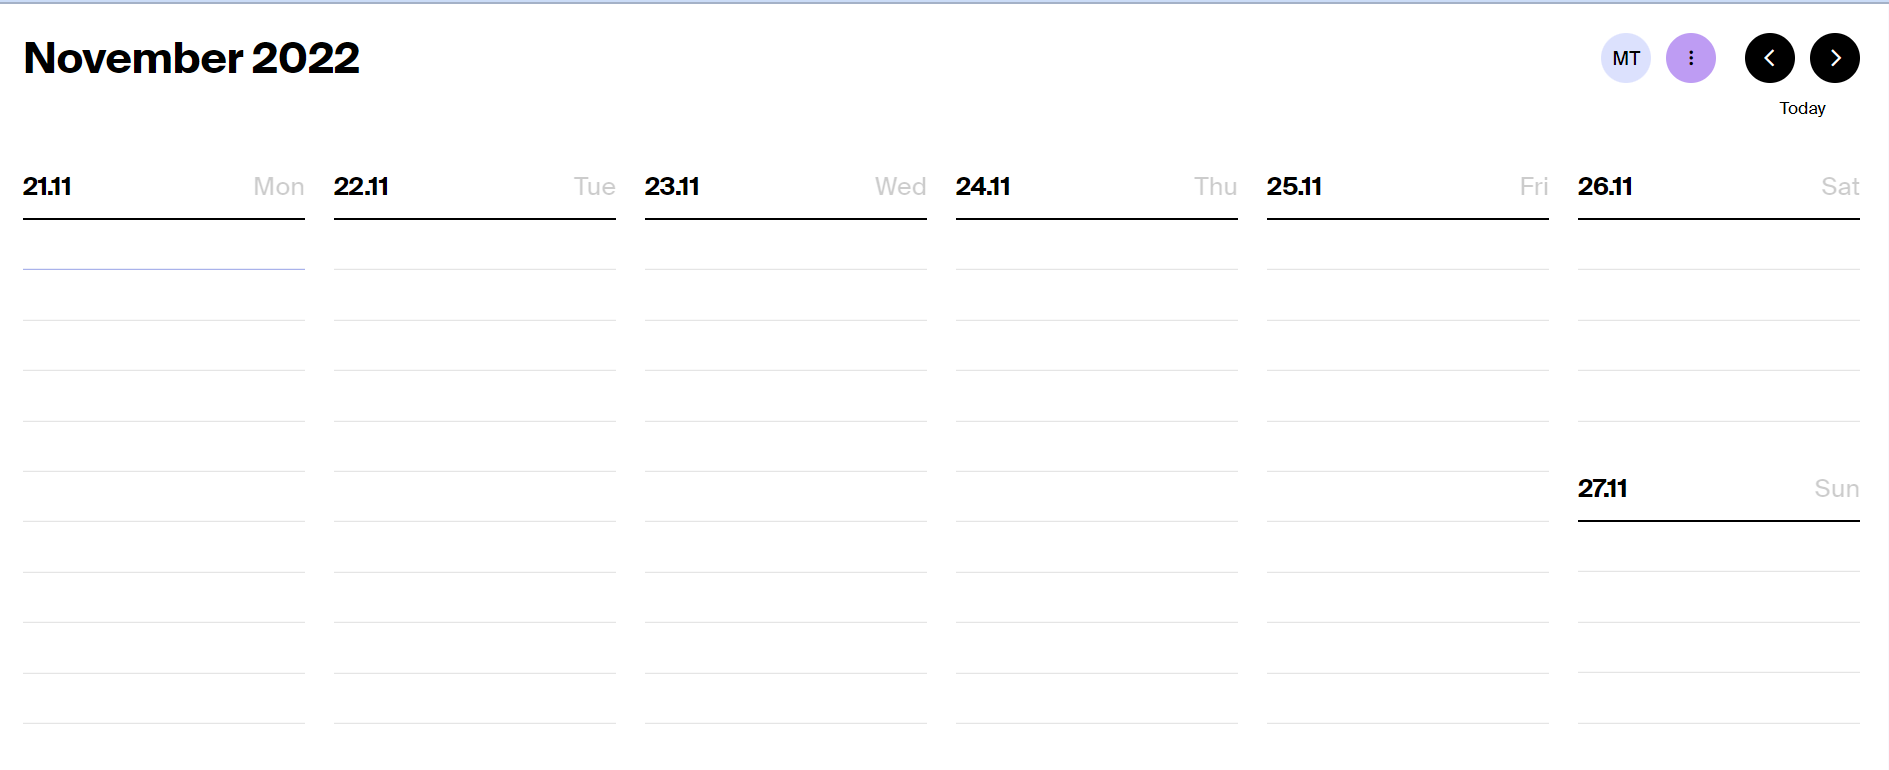 November 2022
MT
Today
21.11 Mon
22.11 Tue
23.11 Wed
24.11 Thu
25.11 Fri
26.11 Sat
27.11 Sun